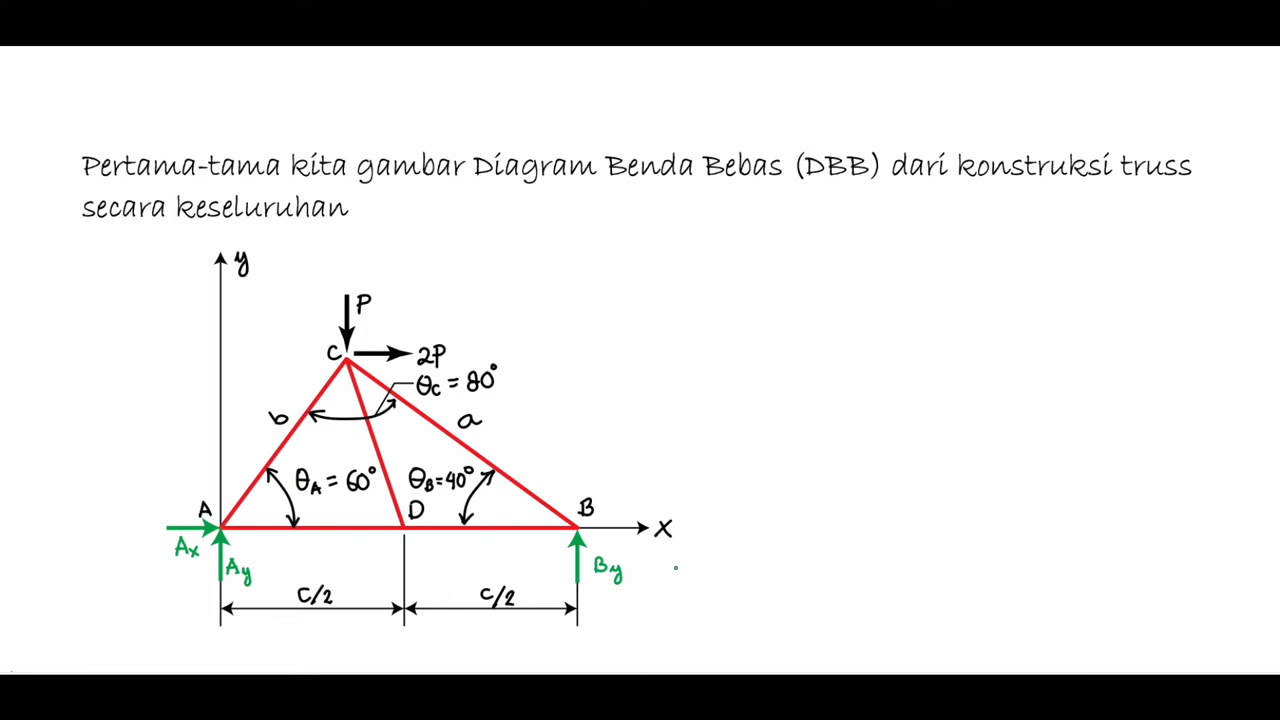 Pertama-tama kita gambar Diagram Benda Bebas (DBB) dari konstruksi truss
secara keseluruhan
y
P
C
2P
θc = 80°
b
a
θA = 60°
θB=40°
A
D
B
x
Ax
Ay
By
C/2
C/2